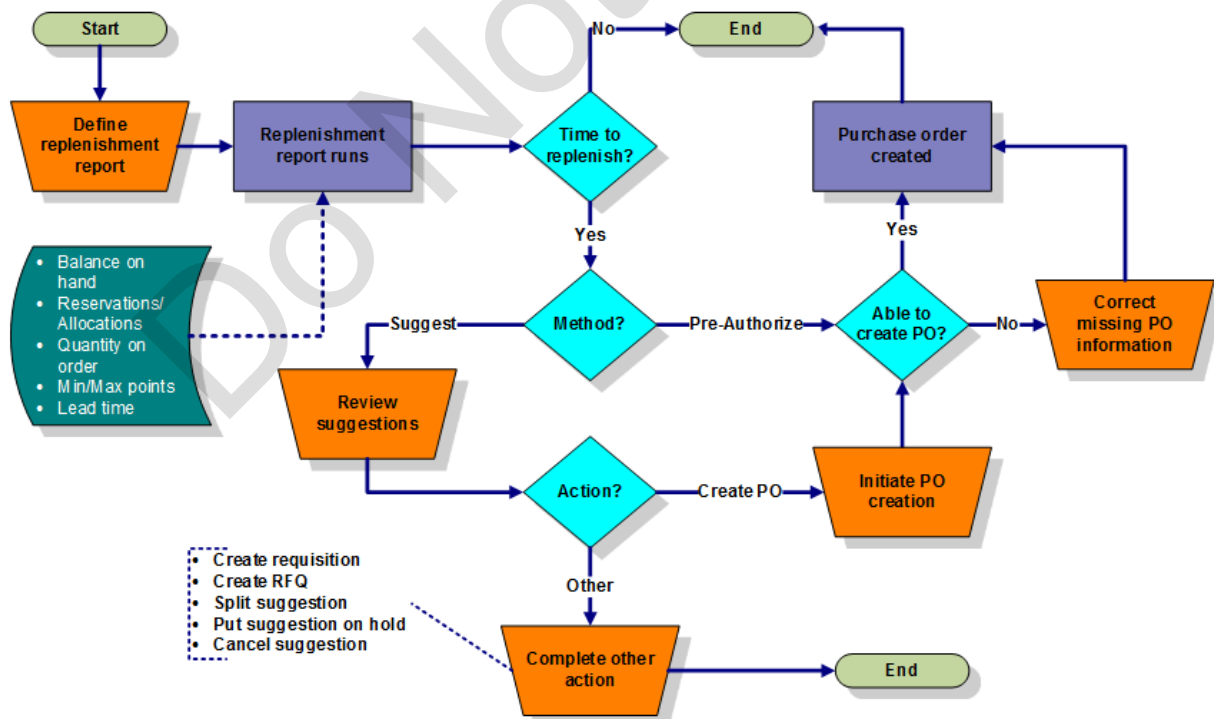 Start
No
End
Define
replenishment
report
Replenishment
report runs
Time to
replenish?
Purchase order
created
Yes
Yes
• Balance on
hand
• Reservations/
Allocations
• Quantity on
order
• Min/Max points
• Lead time
Suggest
Method?
Pre-Authorize
Able to
create PO?
No
Correct
missing PO
information
Review
suggestions
Action?
Create PO
Initiate PO
creation
• Create requisition
• Create RFQ
• Split suggestion
• Put suggestion on hold
• Cancel suggestion
Other
Complete other
action
End
Do No